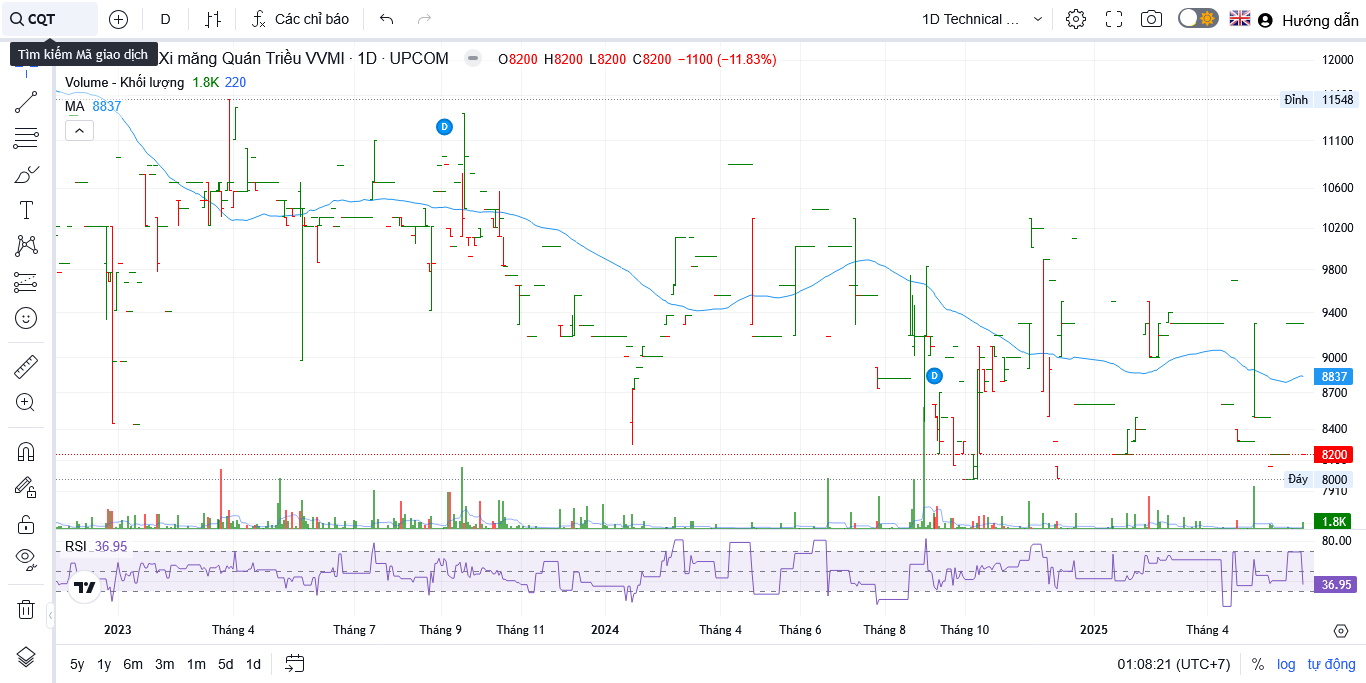 CQT
D
Các chỉ báo
1D Technical ...
Hướng dẫn
Tìm kiếm Mã giao dịch
Xi măng Quán Triều VVMI · 1D · UPCOM
O8200 H8200 L8200 C8200 −1100 (−11.83%)
Volume - Khối lượng 1.8K 220
MA 8837
12000
Đỉnh 11548
11100
10600
10200
9800
9400
9000
8837
8700
8400
8200
Đáy 8000
7910
1.8K
D
D
RSI 36.95
80.00
36.95
2023 Tháng 4 Tháng 7 Tháng 9 Tháng 11 2024 Tháng 4 Tháng 6 Tháng 8 Tháng 10 2025 Tháng 4
5y 1y 6m 3m 1m 5d 1d
01:08:21 (UTC+7) % log tự động